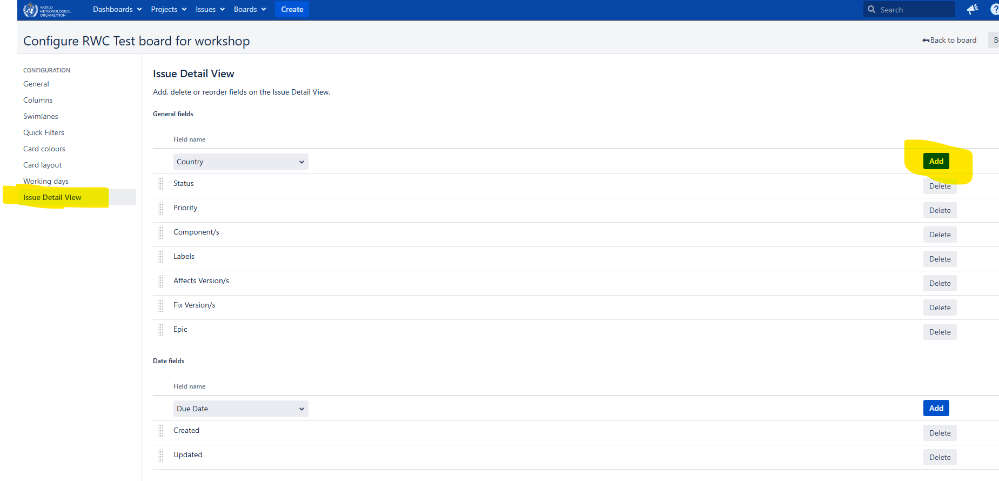 WORLD
METEOROLOGICAL
ORGANIZATION
Dashboards Projects Issues Boards Create Search ?
Configure RWC Test board for workshop
Back to board
CONFIGURATION
General
Columns
Swimlanes
Quick Filters
Card colours
Card layout
Working days
Issue Detail View
Issue Detail View
Add, delete or reorder fields on the Issue Detail View.
General fields
Field name
Country Add
Status Delete
Priority Delete
Component/s Delete
Labels Delete
Affects Version/s Delete
Fix Version/s Delete
Epic Delete
Date fields
Field name
Due Date Add
Created Delete
Updated Delete